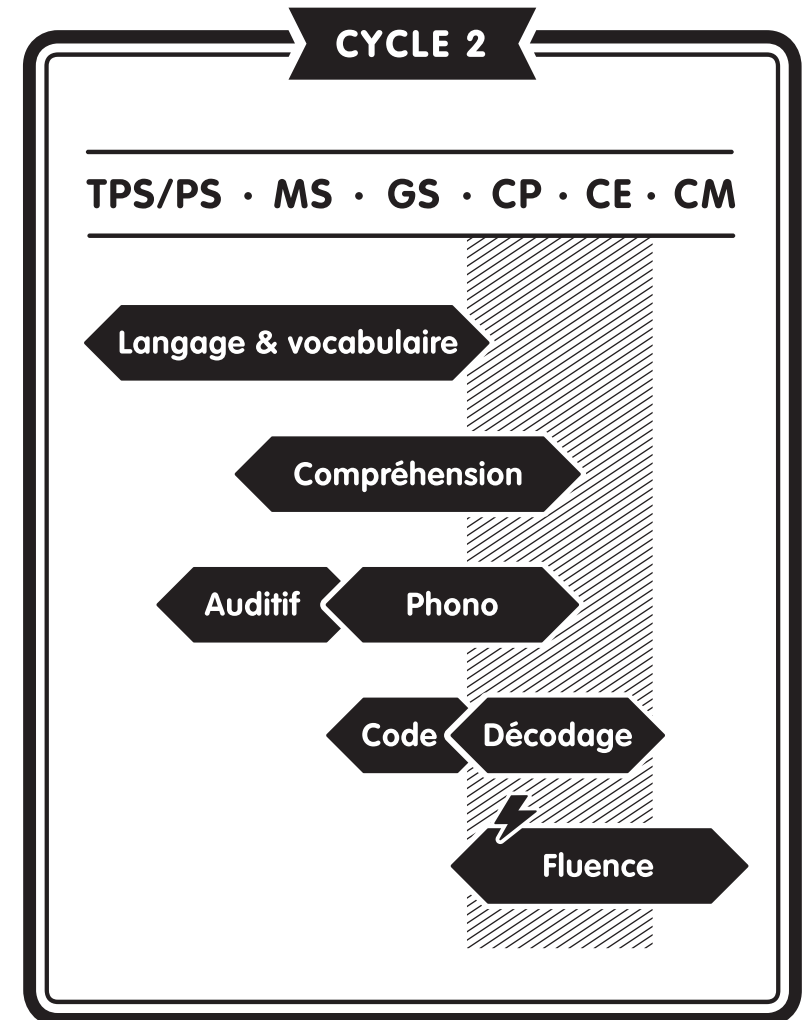 CYCLE 2
TPS/PS · MS · GS · CP · CE · CM
Langage & vocabulaire
Compréhension
Auditif Phono
Code Décodage
Fluence